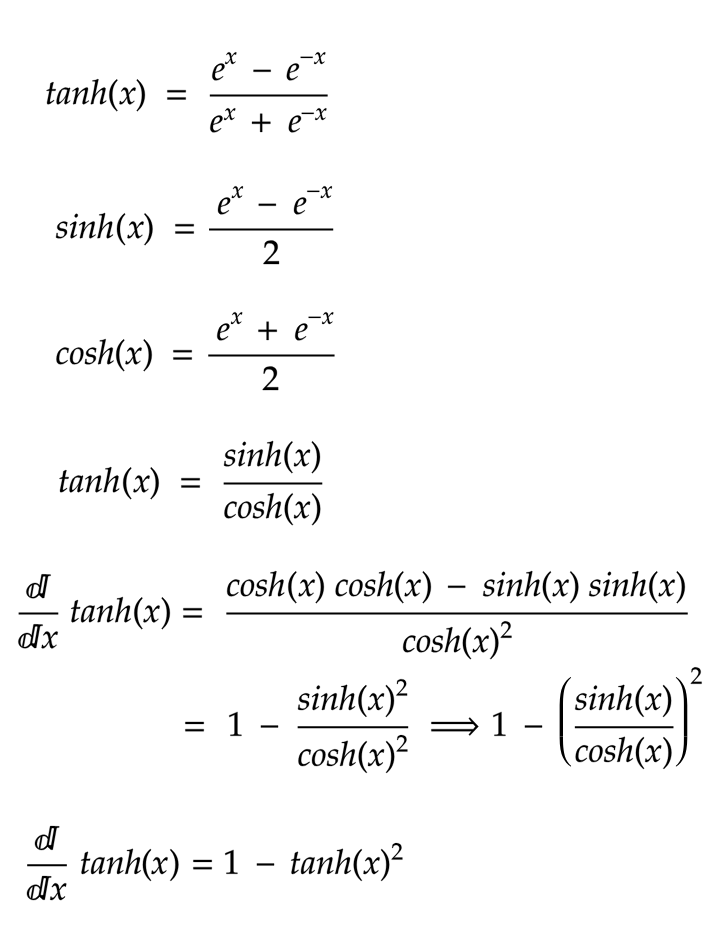 tanh(x) = (e^x − e^−x) / (e^x + e^−x)
sinh(x) = (e^x − e^−x) / 2
cosh(x) = (e^x + e^−x) / 2
tanh(x) = sinh(x) / cosh(x)
ⅆ/ⅆx tanh(x) = (cosh(x) cosh(x) − sinh(x) sinh(x)) / cosh(x)²
= 1 − sinh(x)² / cosh(x)² ⟹ 1 − (sinh(x) / cosh(x))²
ⅆ/ⅆx tanh(x) = 1 − tanh(x)²